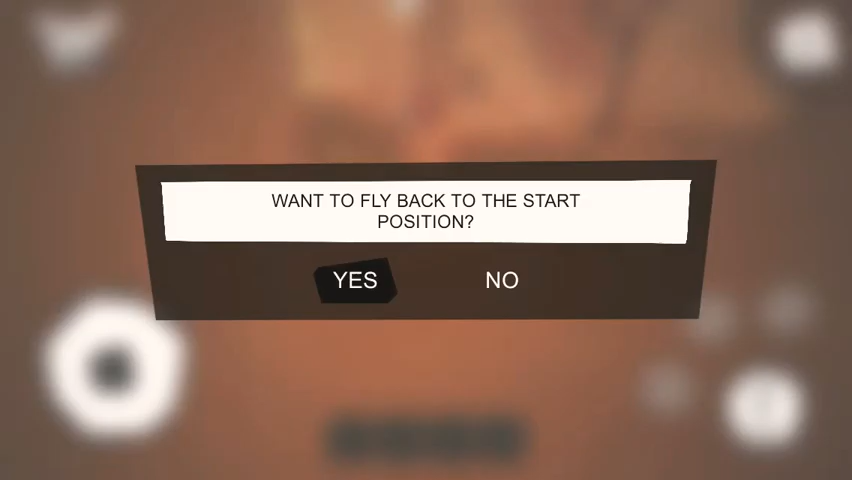 WANT TO FLY BACK TO THE START
POSITION?
YES NO